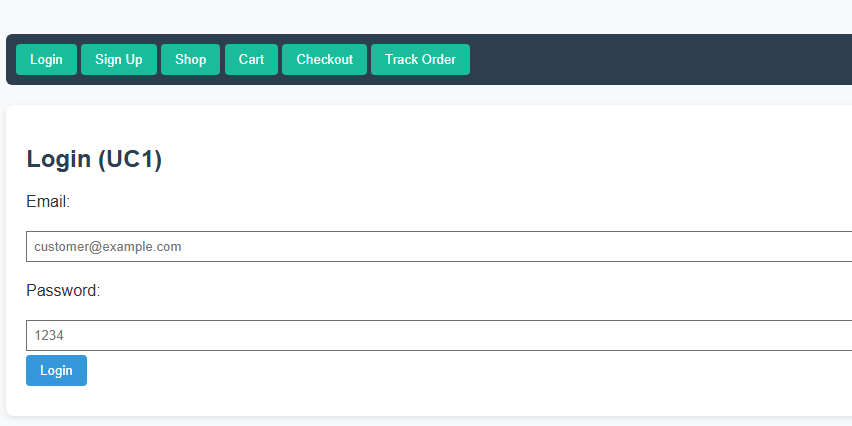 Login Sign Up Shop Cart Checkout Track Order
Login (UC1)
Email:
customer@example.com
Password:
1234
Login